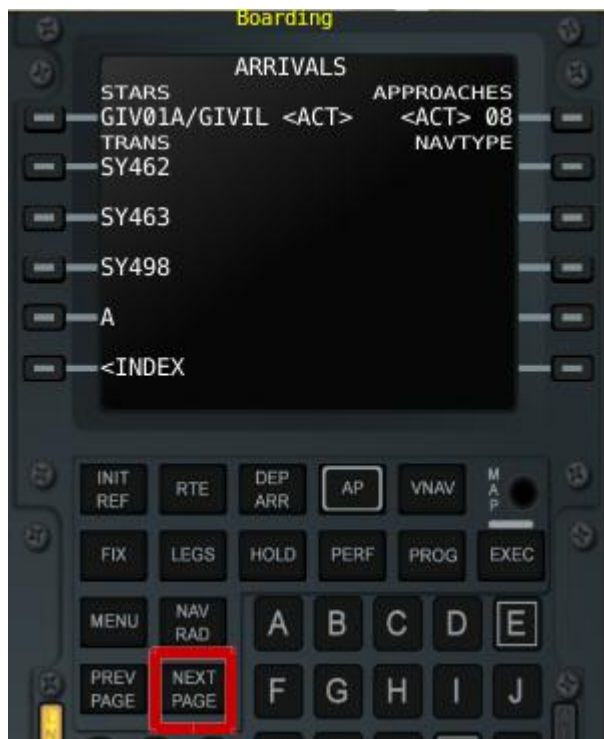 Boarding
ARRIVALS
STARS APPROACHES
GIV01A/GIVIL <ACT> <ACT> 08
TRANS NAVTYPE
SY462
SY463
SY498
A
<INDEX
INIT REF RTE DEP ARR AP VNAV MAP
FIX LEGS HOLD PERF PROG EXEC
MENU NAV RAD A B C D E
PREV PAGE NEXT PAGE F G H I J